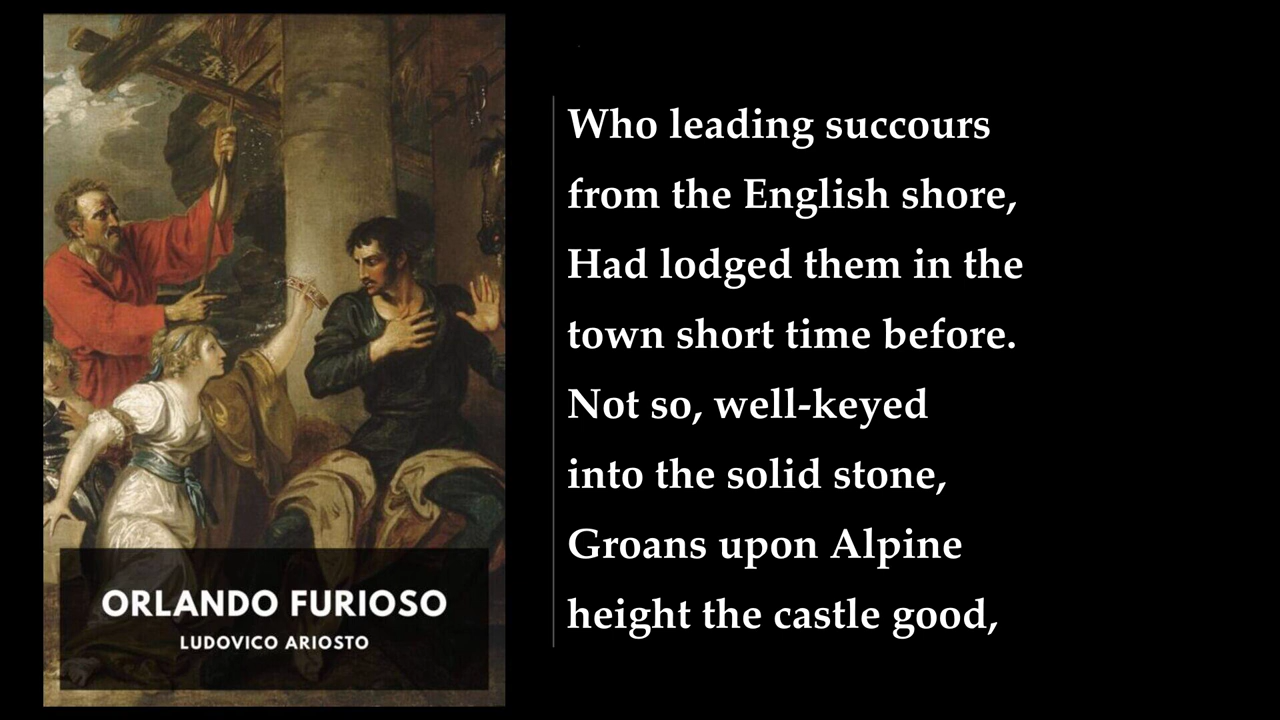 ORLANDO FURIOSO
LUDOVICO ARIOSTO
Who leading succours
from the English shore,
Had lodged them in the
town short time before.
Not so, well-keyed
into the solid stone,
Groans upon Alpine
height the castle good,